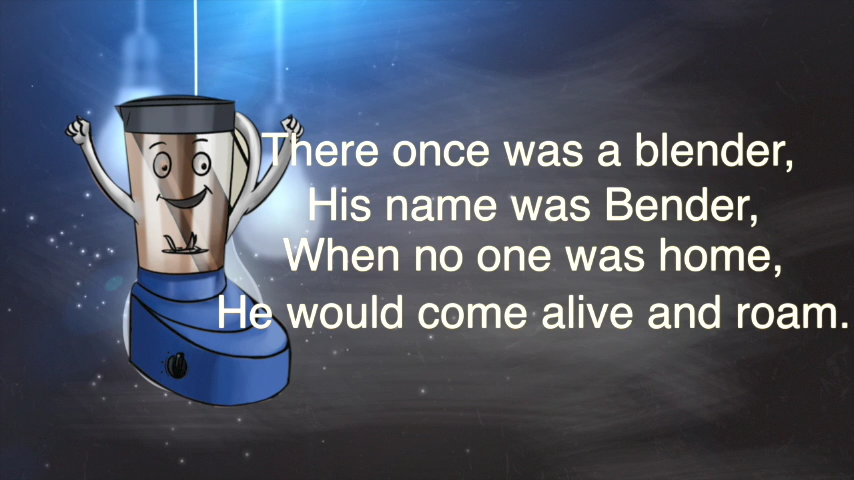 There once was a blender,
His name was Bender,
When no one was home,
He would come alive and roam.